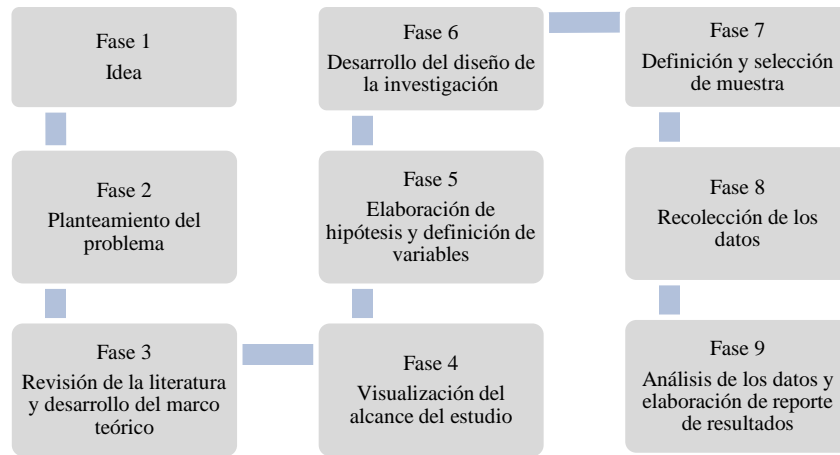 Fase 1
Idea
Fase 2
Planteamiento del
problema
Fase 3
Revisión de la literatura
y desarrollo del marco
teórico
Fase 4
Visualización del
alcance del estudio
Fase 5
Elaboración de
hipótesis y definición de
variables
Fase 6
Desarrollo del diseño de
la investigación
Fase 7
Definición y selección
de muestra
Fase 8
Recolección de los
datos
Fase 9
Análisis de los datos y
elaboración de reporte
de resultados